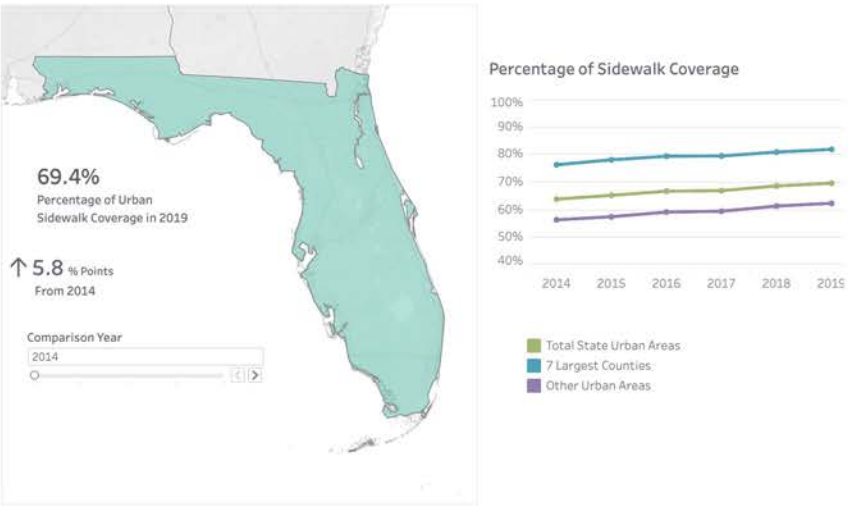 69.4%
Percentage of Urban
Sidewalk Coverage in 2019
↑ 5.8 % Points
From 2014
Comparison Year
2014
Percentage of Sidewalk Coverage
100%
90%
80%
70%
60%
50%
40%
2014 2015 2016 2017 2018 2019
Total State Urban Areas
7 Largest Counties
Other Urban Areas